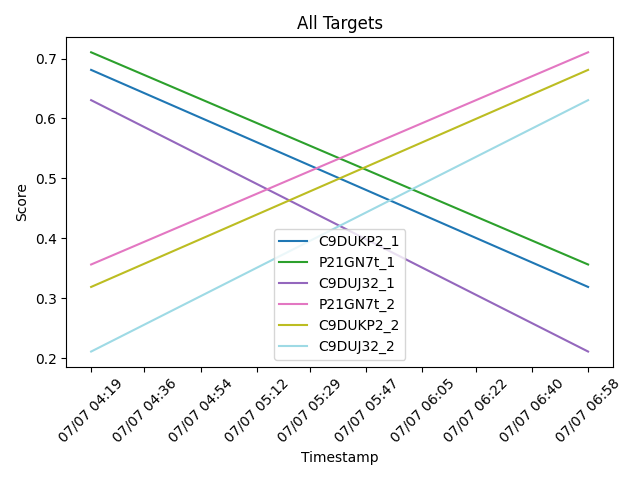 All Targets
Score
0.7
0.6
0.5
0.4
0.3
0.2
C9DUKP2_1
P21GN7t_1
C9DUJ32_1
P21GN7t_2
C9DUKP2_2
C9DUJ32_2
07/07 04:19
07/07 04:36
07/07 04:54
07/07 05:12
07/07 05:29
07/07 05:47
07/07 06:05
07/07 06:22
07/07 06:40
07/07 06:58
Timestamp